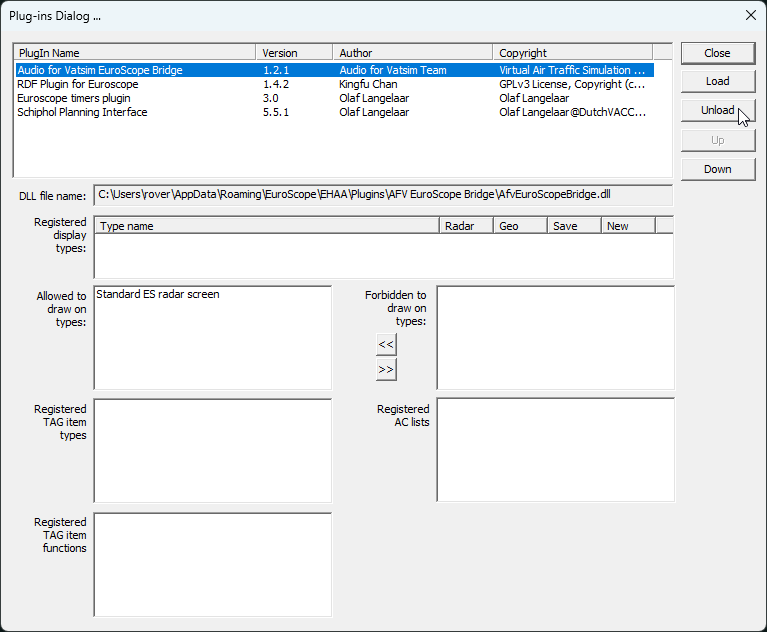 Plug-ins Dialog ...
PlugIn Name Version Author Copyright
Audio for Vatsim EuroScope Bridge 1.2.1 Audio for Vatsim Team Virtual Air Traffic Simulation ...
RDF Plugin for Euroscope 1.4.2 Kingfu Chan GPLv3 License, Copyright (c...
Euroscope timers plugin 3.0 Olaf Langelaar Olaf Langelaar
Schiphol Planning Interface 5.5.1 Olaf Langelaar Olaf Langelaar@DutchVACC...
Close
Load
Unload
Up
Down
DLL file name: C:\Users\rover\AppData\Roaming\EuroScope\EHAA\Plugins\AFV EuroScope Bridge\AfvEuroScopeBridge.dll
Registered
display
types:
Type name Radar Geo Save New
Allowed to
draw on
types:
Standard ES radar screen
Forbidden to
draw on
types:
<<
>>
Registered
TAG item
types
Registered
AC lists
Registered
TAG item
functions